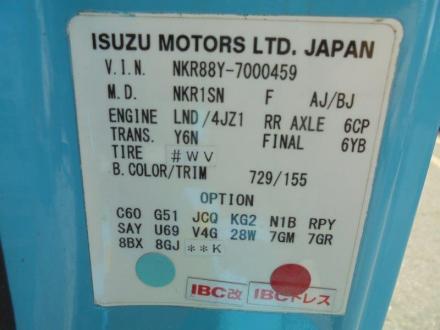 ISUZU MOTORS LTD. JAPAN
V.I.N. NKR88Y-7000459
M.D. NKR1SN F AJ/BJ
ENGINE LND/4JZ1 RR AXLE 6CP
TRANS. Y6N FINAL 6YB
TIRE #WV
B.COLOR/TRIM 729/155
OPTION
C60 G51 JCQ KG2 N1B RPY
SAY U69 V4G 28W 7GM 7GR
8BX 8GJ **K
IBC改 IBCトレス